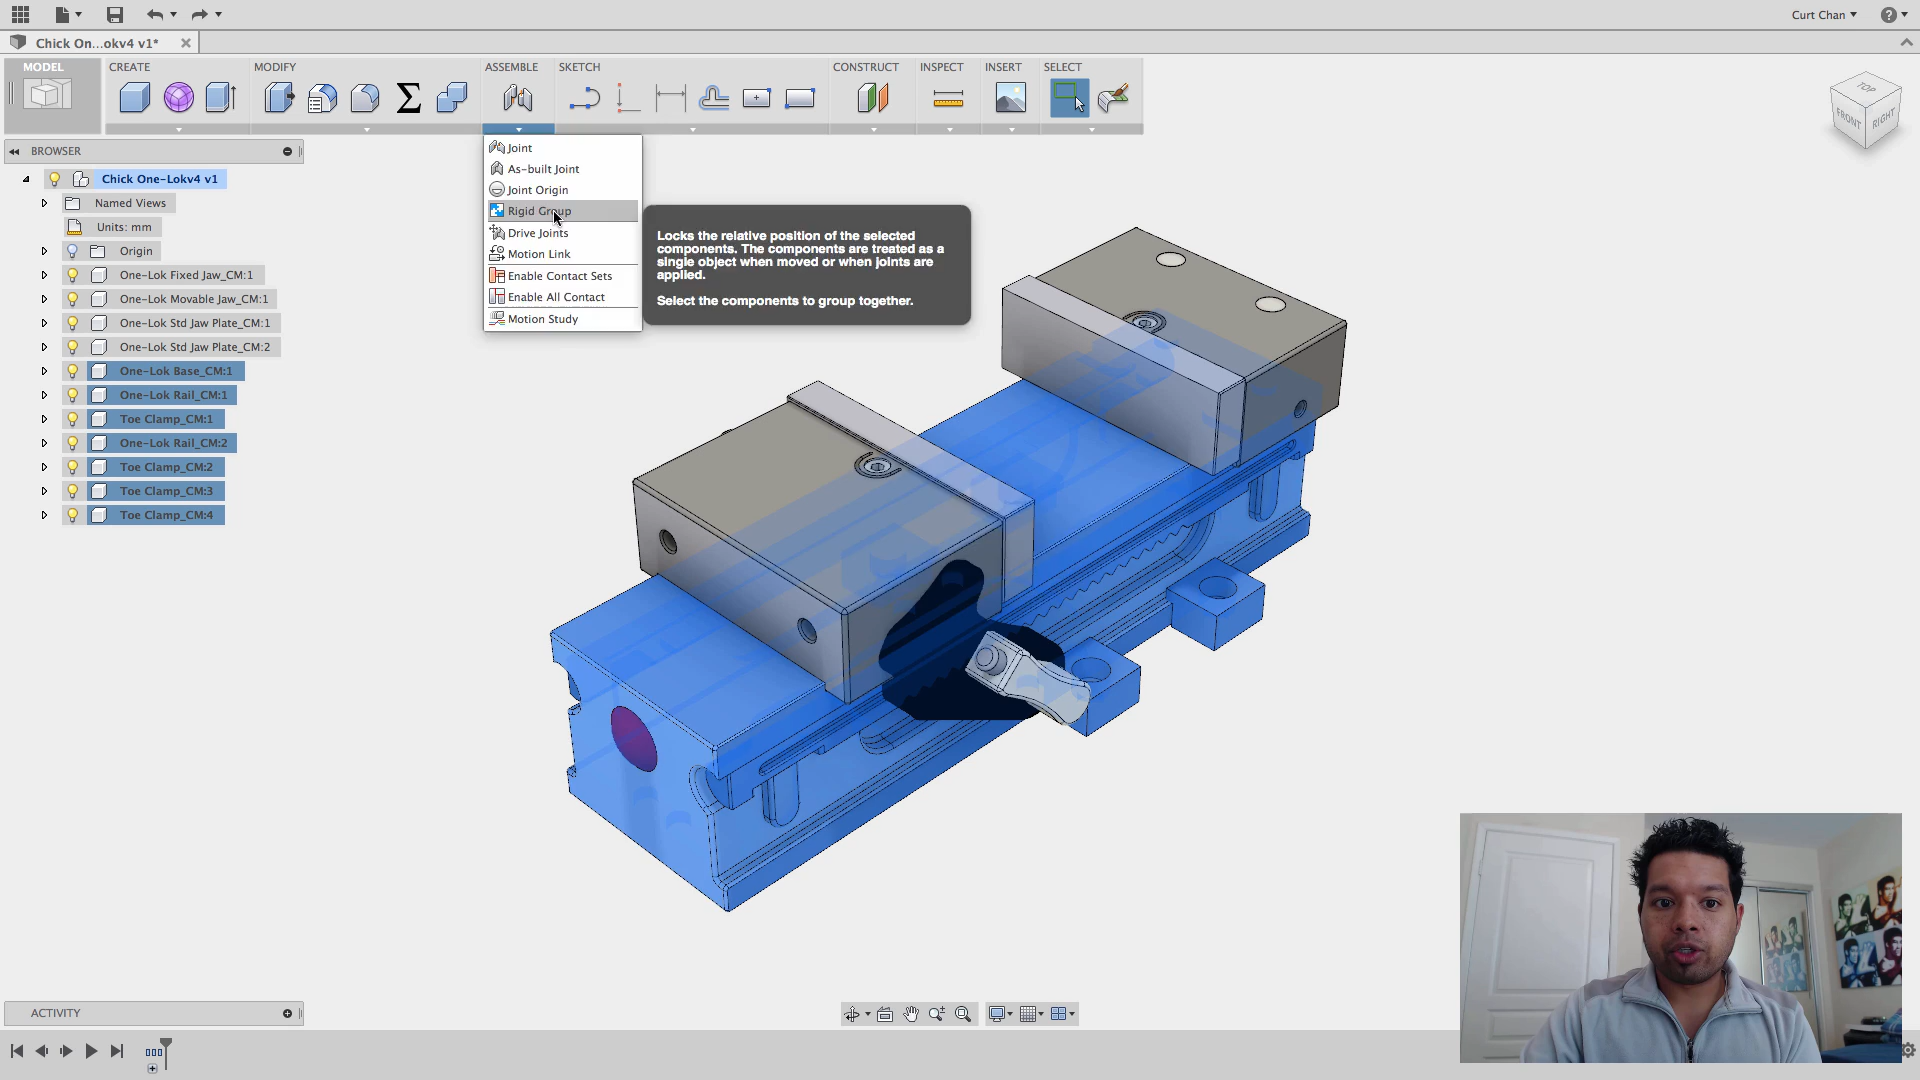 Curt Chan
Chick On...okv4 v1*
MODEL
CREATE
MODIFY
ASSEMBLE
SKETCH
CONSTRUCT
INSPECT
INSERT
SELECT
TOP
FRONT
RIGHT
BROWSER
Chick One-Lokv4 v1
Named Views
Units: mm
Origin
One-Lok Fixed Jaw_CM:1
One-Lok Movable Jaw_CM:1
One-Lok Std Jaw Plate_CM:1
One-Lok Std Jaw Plate_CM:2
One-Lok Base_CM:1
One-Lok Rail_CM:1
Toe Clamp_CM:1
One-Lok Rail_CM:2
Toe Clamp_CM:2
Toe Clamp_CM:3
Toe Clamp_CM:4
Joint
As-built Joint
Joint Origin
Rigid Group
Drive Joints
Motion Link
Enable Contact Sets
Enable All Contact
Motion Study
Locks the relative position of the selected
components. The components are treated as a
single object when moved or when joints are
applied.
Select the components to group together.
ACTIVITY